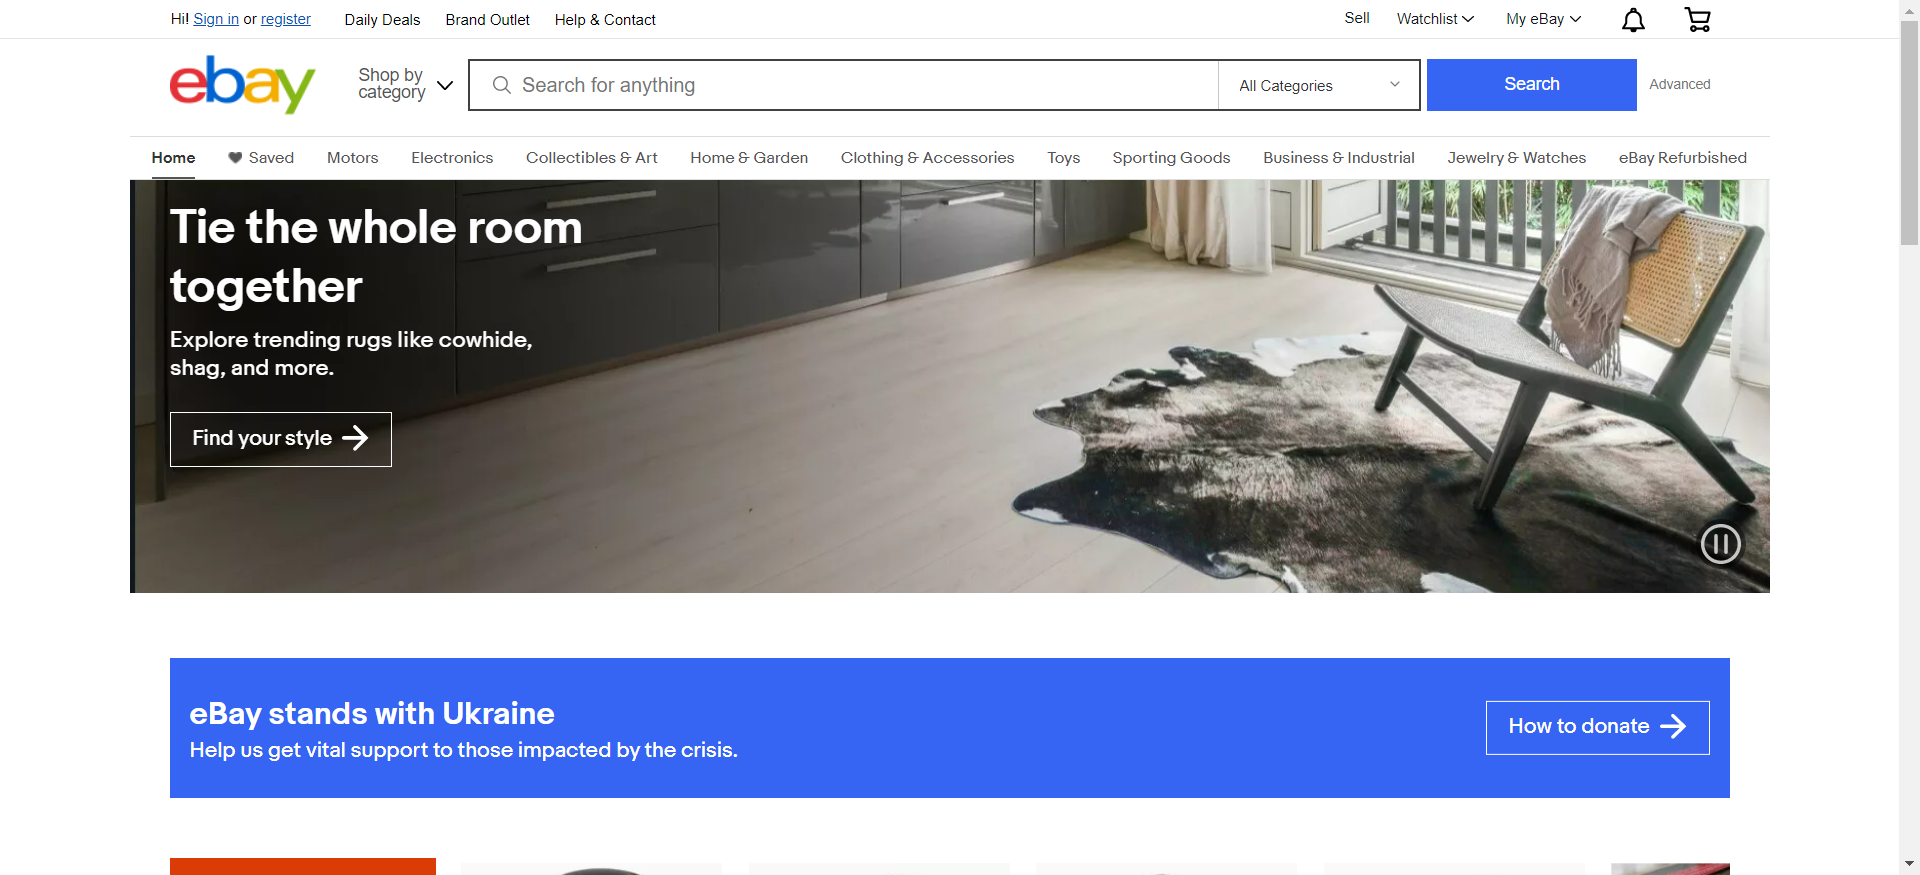 Hi! Sign in or register
Daily Deals
Brand Outlet
Help & Contact
Sell
Watchlist
My eBay
ebay
Shop by
category
Search for anything
All Categories
Search
Advanced
Home
Saved
Motors
Electronics
Collectibles & Art
Home & Garden
Clothing & Accessories
Toys
Sporting Goods
Business & Industrial
Jewelry & Watches
eBay Refurbished
Tie the whole room
together
Explore trending rugs like cowhide,
shag, and more.
Find your style
eBay stands with Ukraine
Help us get vital support to those impacted by the crisis.
How to donate